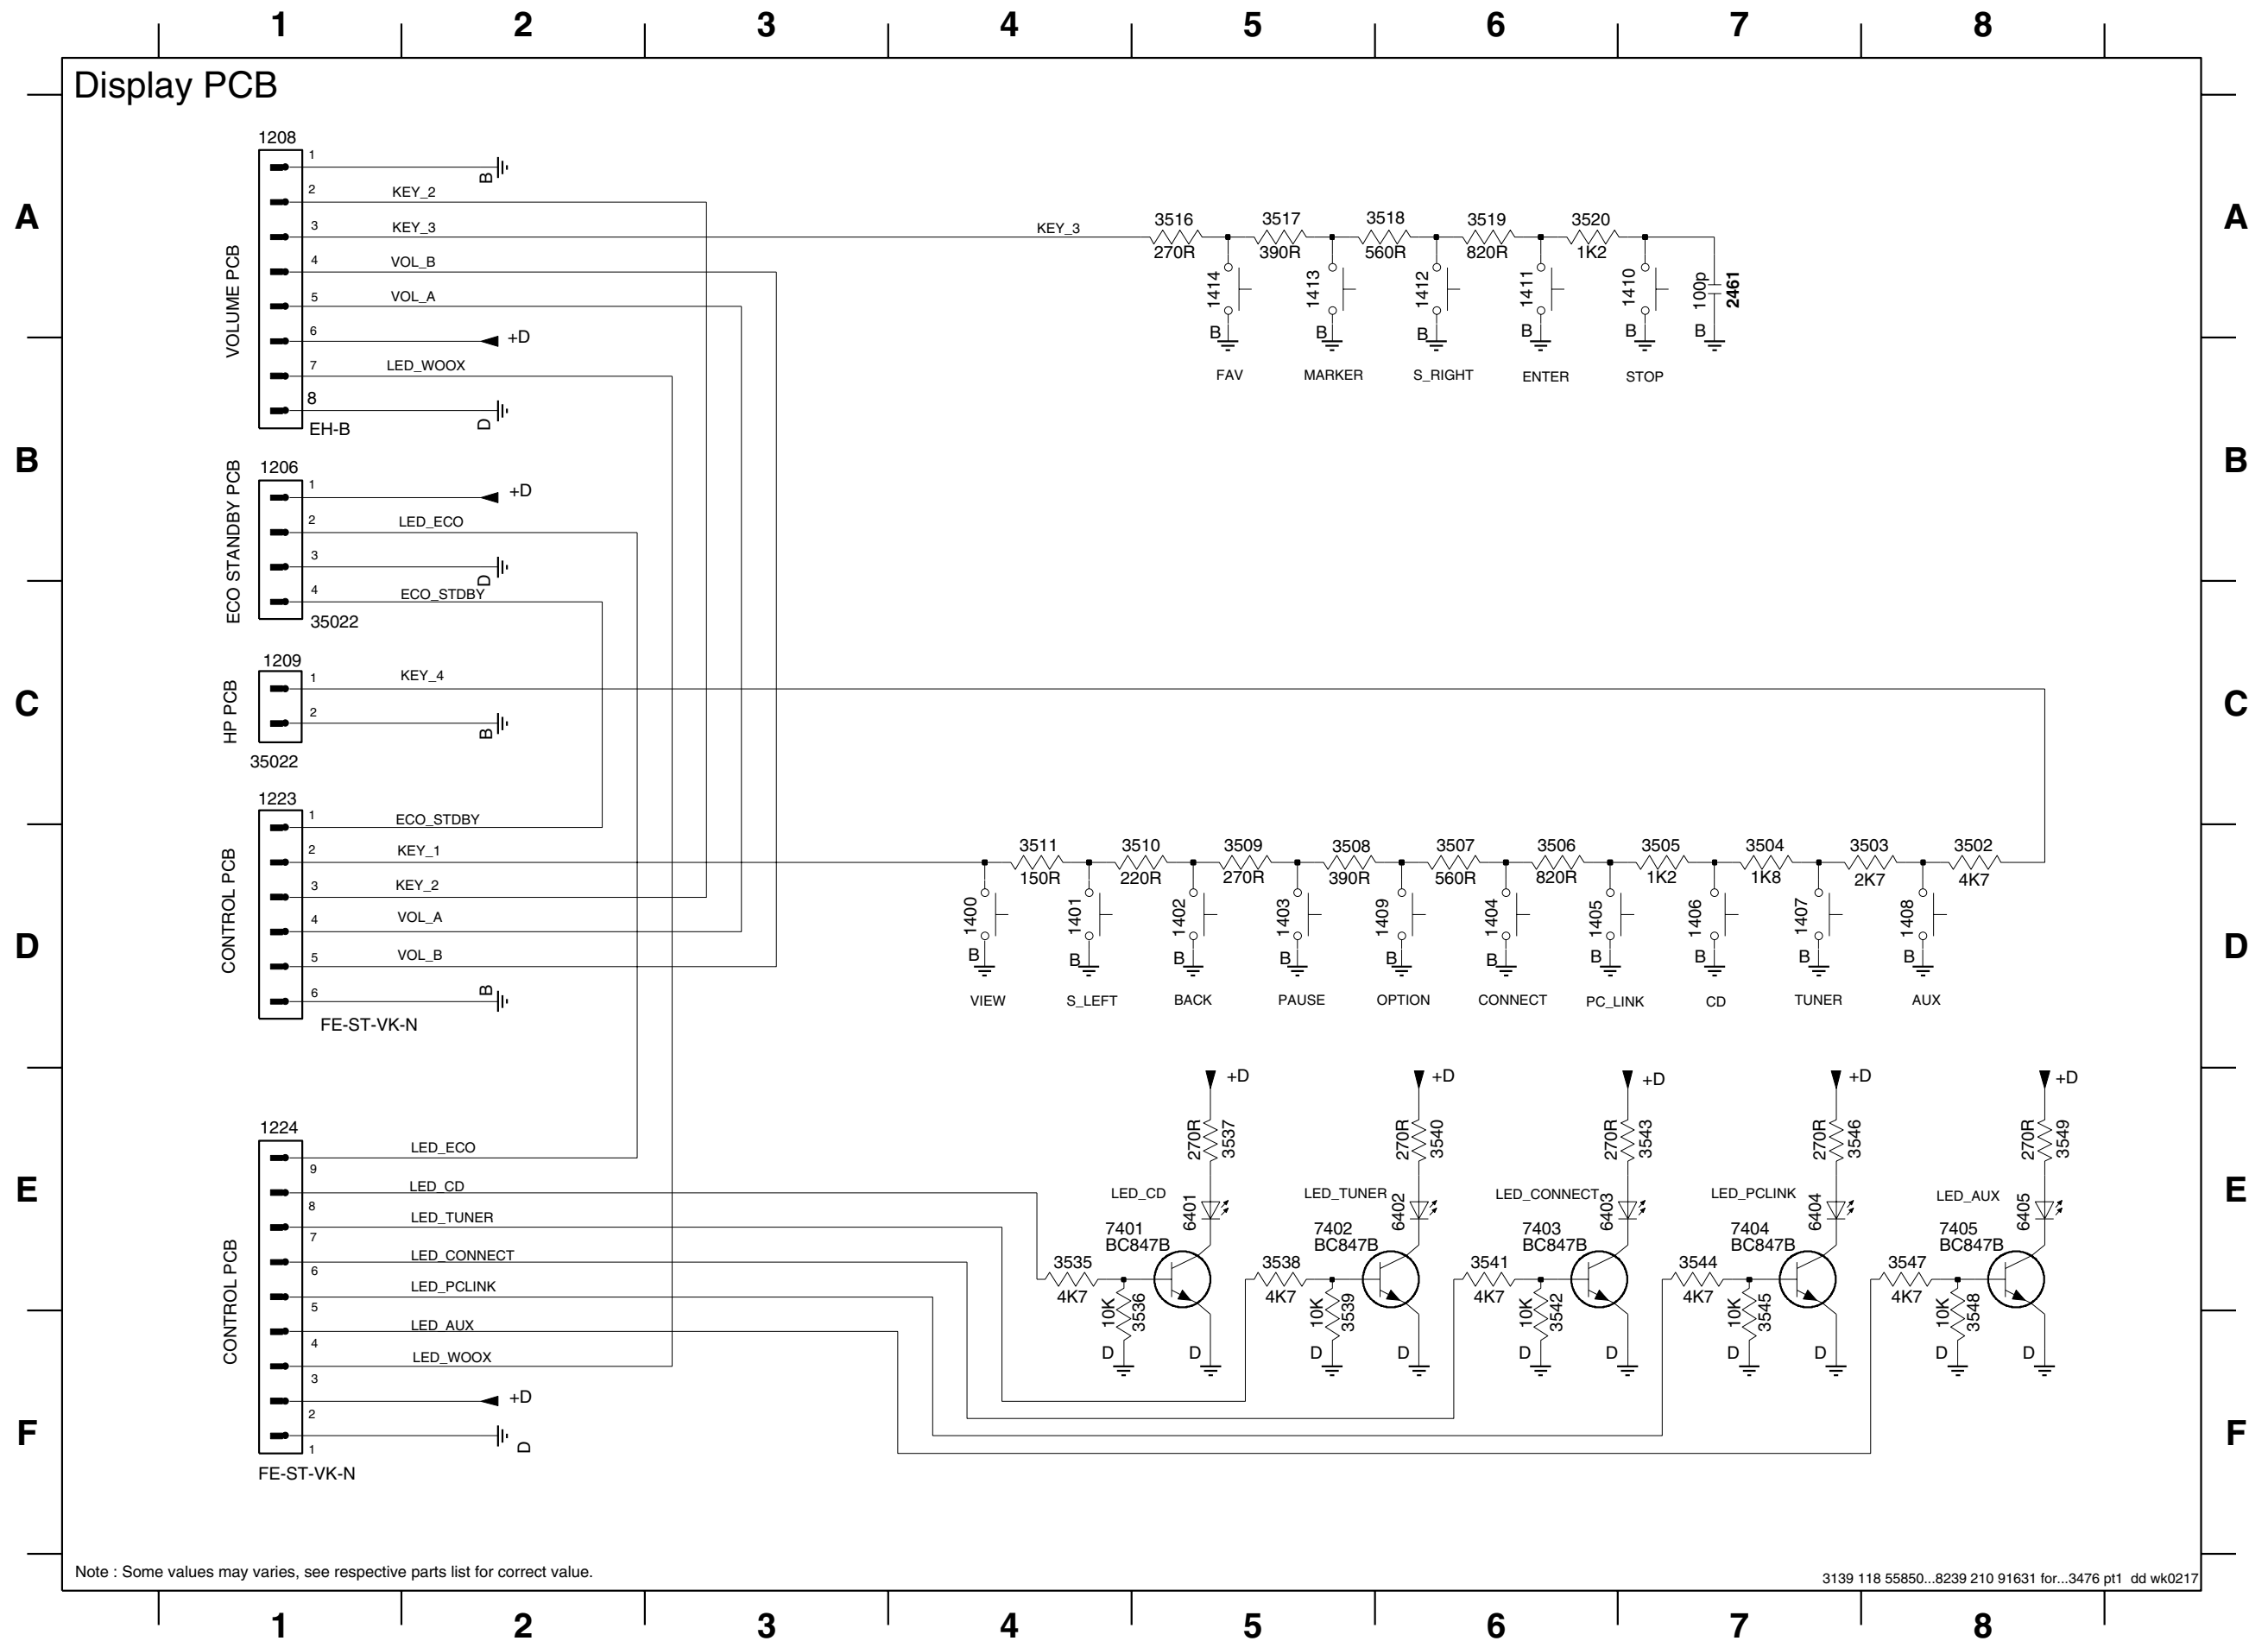 1 2 3 4 5 6 7 8
Display PCB
A
B
C
D
E
F
1208
VOLUME PCB
1
B
2 KEY_2
3 KEY_3
4 VOL_B
5 VOL_A
6 +D
7 LED_WOOX
8
D
EH-B
KEY_3
3516 3517 3518 3519 3520
270R 390R 560R 820R 1K2
1414 1413 1412 1411 1410 100p 2461
B B B B B B
FAV MARKER S_RIGHT ENTER STOP
1206
ECO STANDBY PCB
1 +D
2 LED_ECO
3
D
4 ECO_STDBY
35022
1209
HP PCB
1 KEY_4
2
B
35022
1223
CONTROL PCB
1 ECO_STDBY
2 KEY_1
3 KEY_2
4 VOL_A
5 VOL_B
6
B
FE-ST-VK-N
3511 3510 3509 3508 3507 3506 3505 3504 3503 3502
150R 220R 270R 390R 560R 820R 1K2 1K8 2K7 4K7
1400 1401 1402 1403 1409 1404 1405 1406 1407 1408
B B B B B B B B B B
VIEW S_LEFT BACK PAUSE OPTION CONNECT PC_LINK CD TUNER AUX
1224
CONTROL PCB
LED_ECO
9
LED_CD
8
LED_TUNER
7
LED_CONNECT
6
LED_PCLINK
5
LED_AUX
4
LED_WOOX
3
+D
2
D
1
FE-ST-VK-N
+D +D +D +D +D
270R 3537 270R 3540 270R 3543 270R 3546 270R 3549
LED_CD LED_TUNER LED_CONNECT LED_PCLINK LED_AUX
6401 6402 6403 6404 6405
7401 7402 7403 7404 7405
BC847B BC847B BC847B BC847B BC847B
3535 3538 3541 3544 3547
4K7 4K7 4K7 4K7 4K7
10K 3536 10K 3539 10K 3542 10K 3545 10K 3548
D D D D D D D D D D
Note : Some values may varies, see respective parts list for correct value.
3139 118 55850...8239 210 91631 for...3476 pt1 dd wk0217
A
B
C
D
E
F
1 2 3 4 5 6 7 8